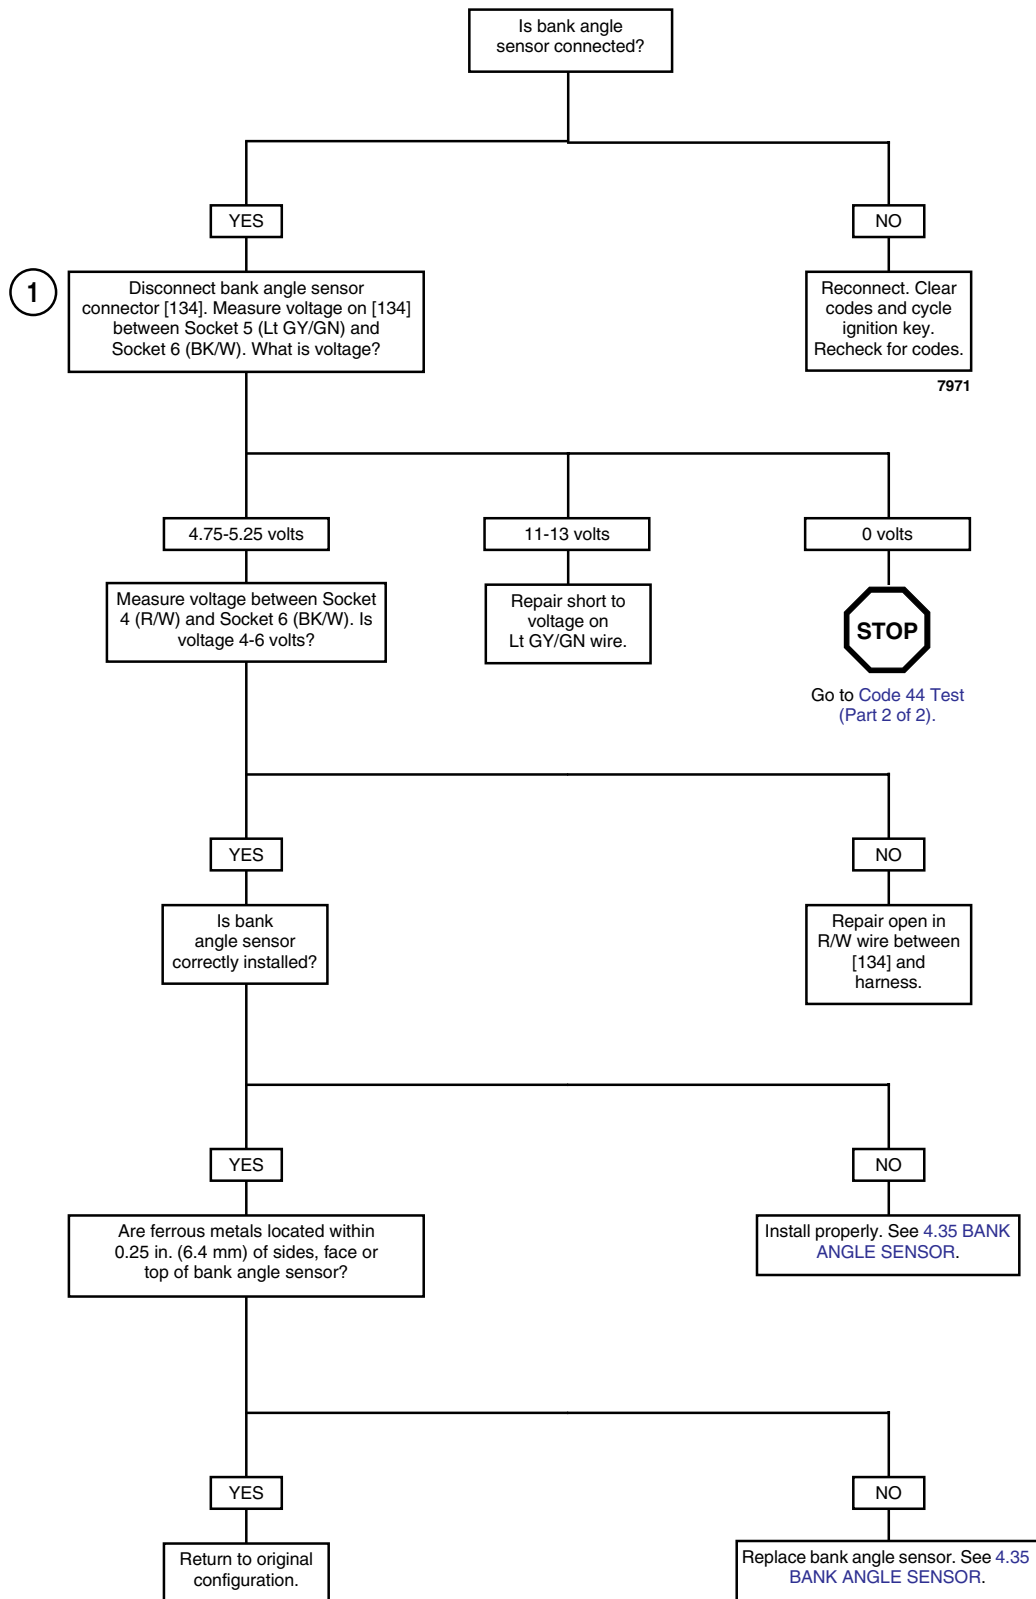 Is bank angle
sensor connected?
YES
NO
1
Disconnect bank angle sensor
connector [134]. Measure voltage on [134]
between Socket 5 (Lt GY/GN) and
Socket 6 (BK/W). What is voltage?
Reconnect. Clear
codes and cycle
ignition key.
Recheck for codes.
7971
4.75-5.25 volts
11-13 volts
0 volts
Measure voltage between Socket
4 (R/W) and Socket 6 (BK/W). Is
voltage 4-6 volts?
Repair short to
voltage on
Lt GY/GN wire.
STOP
Go to Code 44 Test
(Part 2 of 2).
YES
NO
Is bank
angle sensor
correctly installed?
Repair open in
R/W wire between
[134] and
harness.
YES
NO
Are ferrous metals located within
0.25 in. (6.4 mm) of sides, face or
top of bank angle sensor?
Install properly. See 4.35 BANK
ANGLE SENSOR.
YES
NO
Return to original
configuration.
Replace bank angle sensor. See 4.35
BANK ANGLE SENSOR.